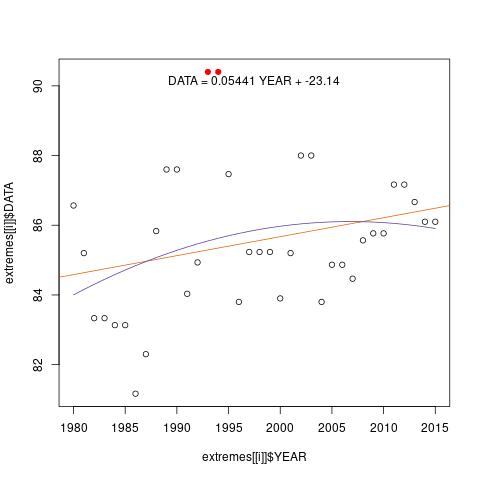 DATA = 0.05441 YEAR + -23.14
extremes[[i]]$DATA
90
88
86
84
82
1980 1985 1990 1995 2000 2005 2010 2015
extremes[[i]]$YEAR